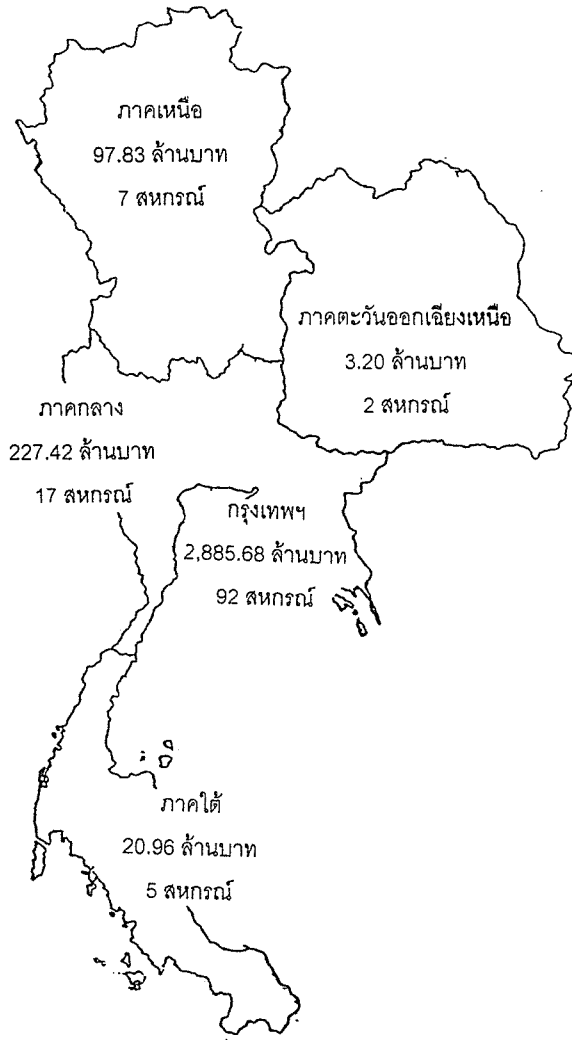 ภาคเหนือ
97.83 ล้านบาท
7 สหกรณ์
ภาคตะวันออกเฉียงเหนือ
3.20 ล้านบาท
2 สหกรณ์
ภาคกลาง
227.42 ล้านบาท
17 สหกรณ์
กรุงเทพฯ
2,885.68 ล้านบาท
92 สหกรณ์
ภาคใต้
20.96 ล้านบาท
5 สหกรณ์